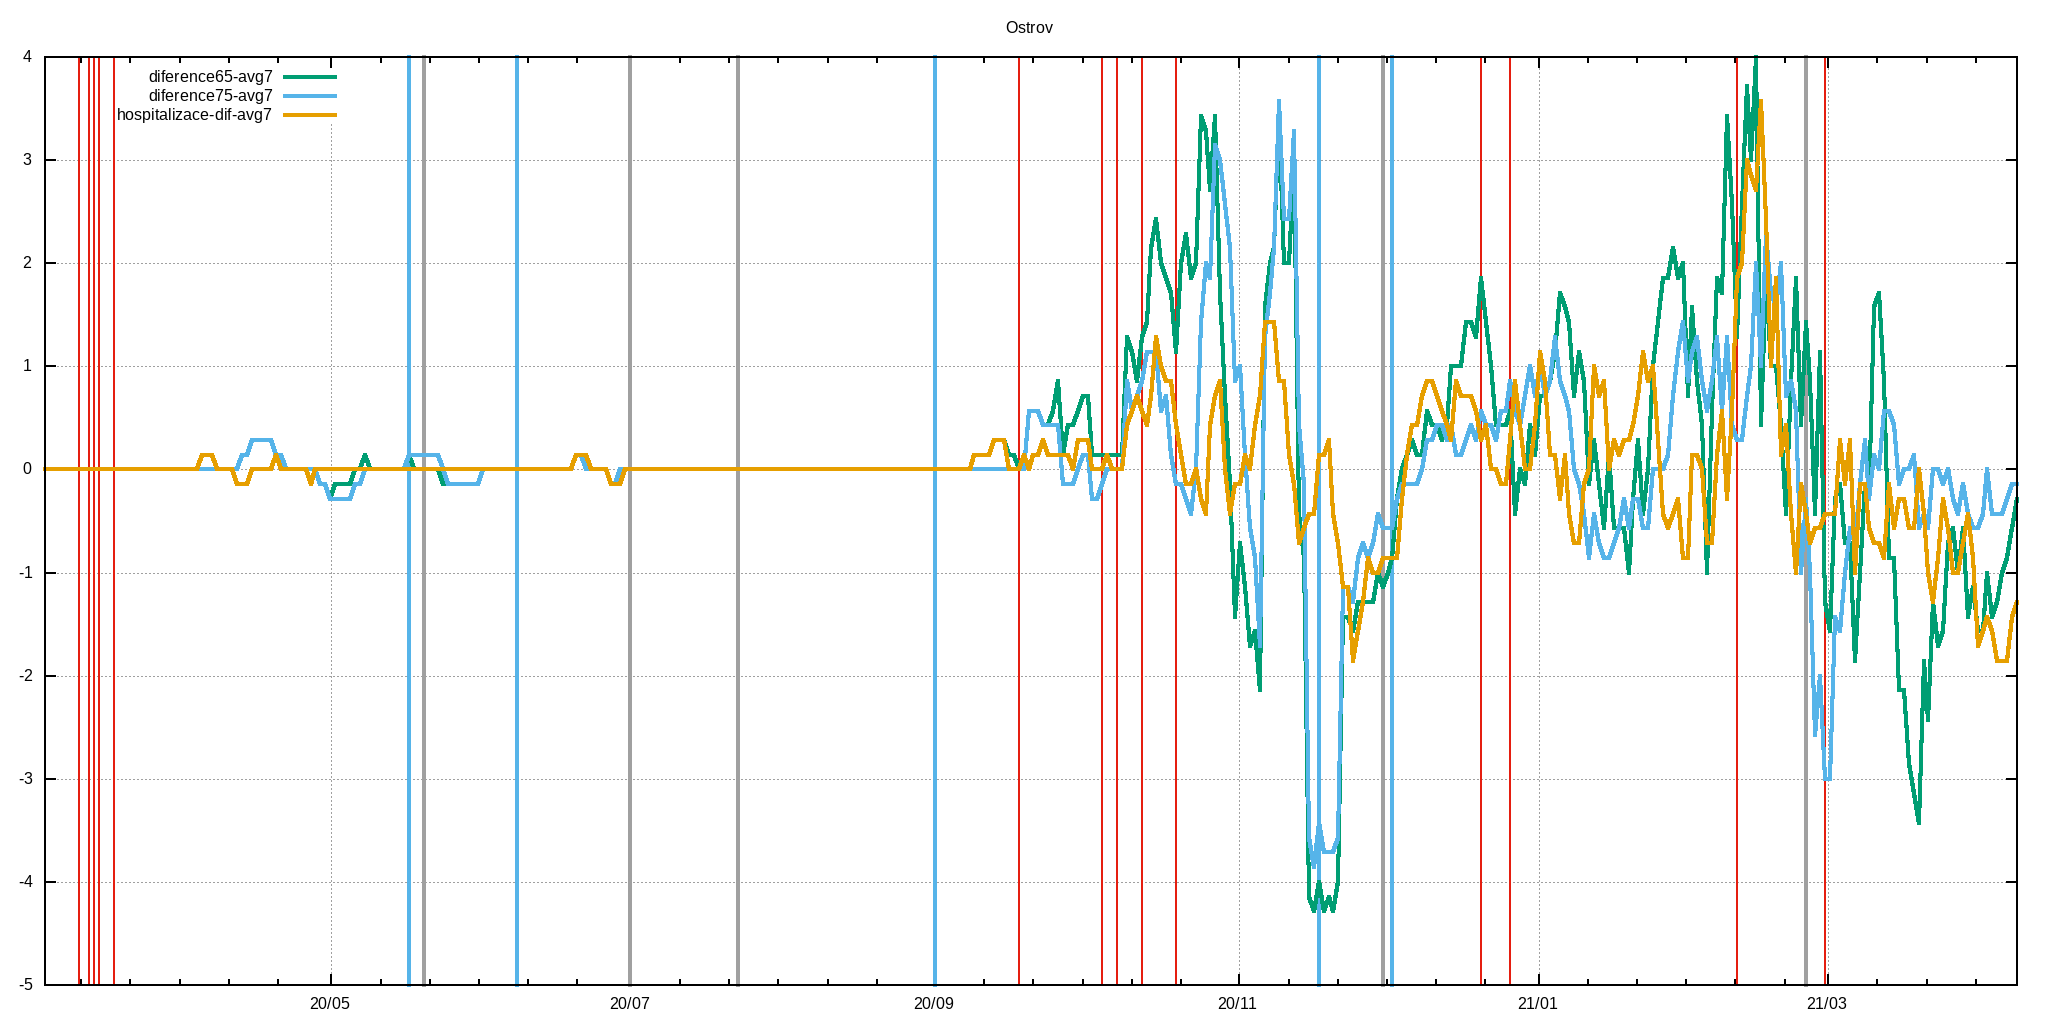 Ostrov
diference65-avg7
diference75-avg7
hospitalizace-dif-avg7
4
3
2
1
0
-1
-2
-3
-4
-5
20/05 20/07 20/09 20/11 21/01 21/03